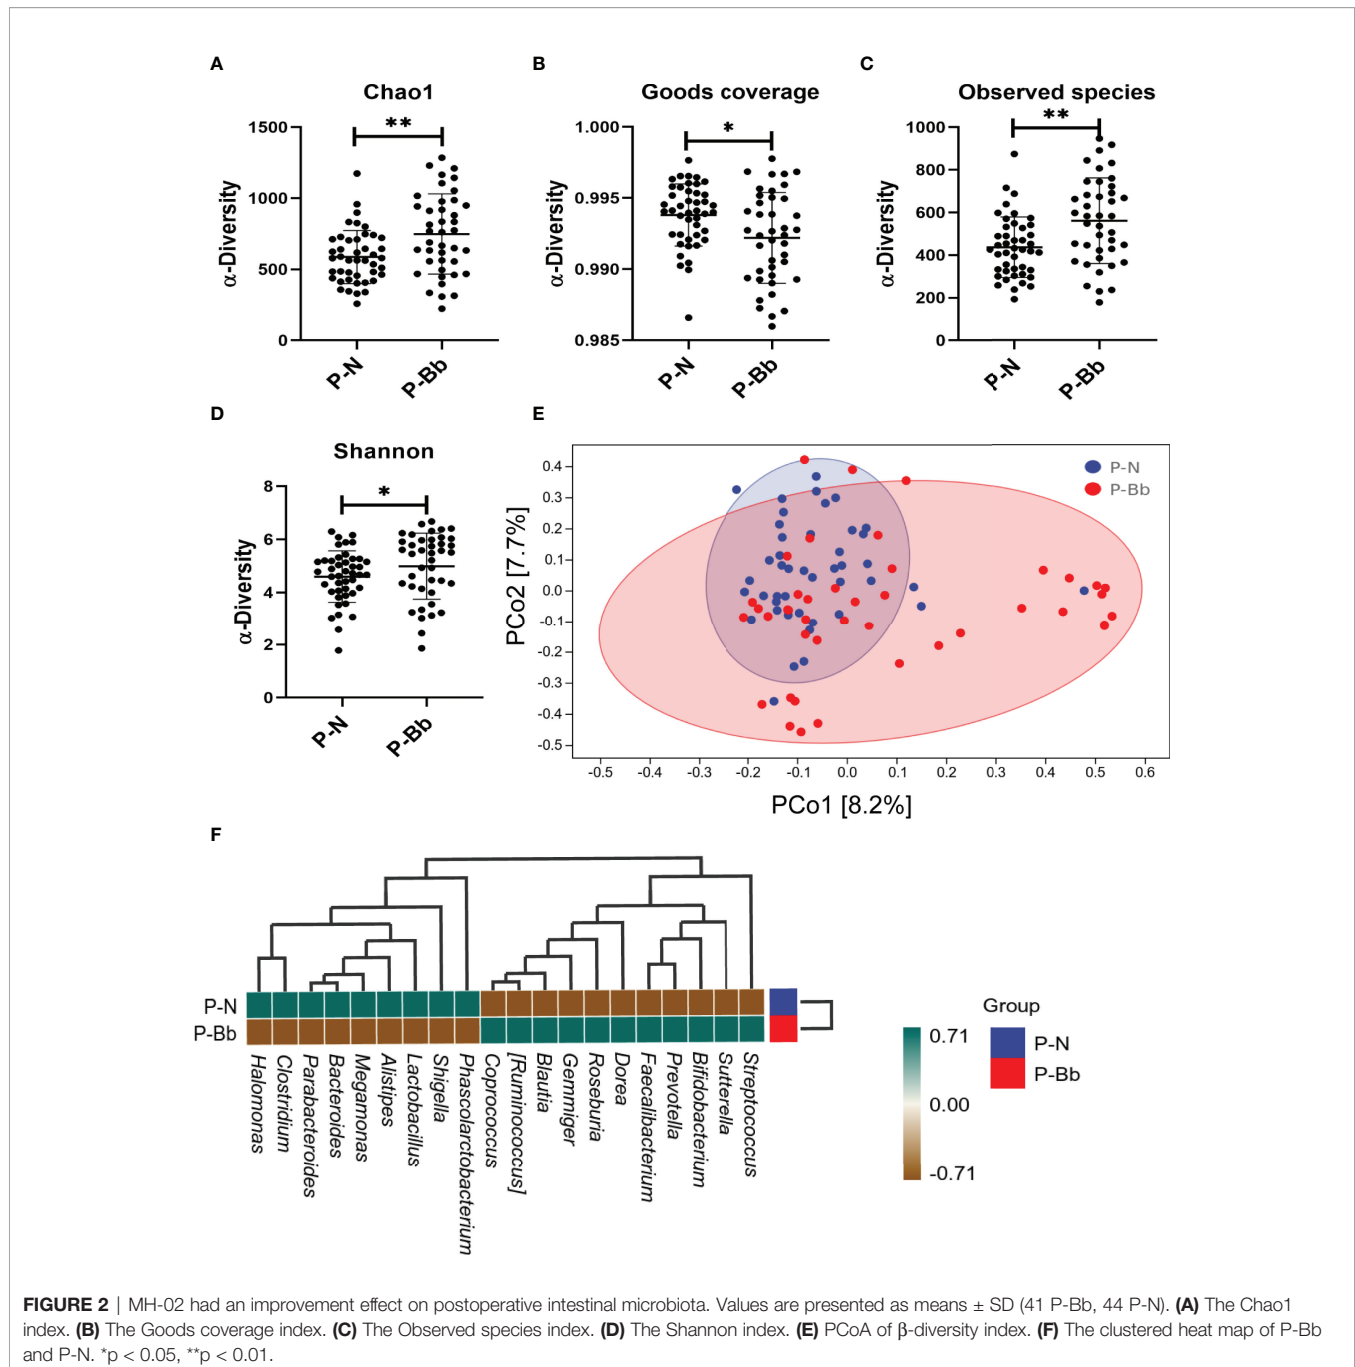 A
Chao1
**
1500
1000
500
0
α-Diversity
P-N
P-Bb
B
Goods coverage
*
1.000
0.995
0.990
0.985
α-Diversity
P-N
P-Bb
C
Observed species
**
1000
800
600
400
200
0
α-Diversity
P-N
P-Bb
D
Shannon
*
8
6
4
2
0
α-Diversity
P-N
P-Bb
E
P-N
P-Bb
0.4
0.3
0.2
0.1
0.0
-0.1
-0.2
-0.3
-0.4
-0.5
PCo2 [7.7%]
-0.5 -0.4 -0.3 -0.2 -0.1 0.0 0.1 0.2 0.3 0.4 0.5 0.6
PCo1 [8.2%]
F
P-N
P-Bb
Halomonas
Clostridium
Parabacteroides
Bacteroides
Megamonas
Alistipes
Lactobacillus
Shigella
Phascolarctobacterium
Coprococcus
[Ruminococcus]
Blautia
Gemmiger
Roseburia
Dorea
Faecalibacterium
Prevotella
Bifidobacterium
Sutterella
Streptococcus
0.71
0.00
-0.71
Group
P-N
P-Bb
FIGURE 2 | MH-02 had an improvement effect on postoperative intestinal microbiota. Values are presented as means ± SD (41 P-Bb, 44 P-N). (A) The Chao1
index. (B) The Goods coverage index. (C) The Observed species index. (D) The Shannon index. (E) PCoA of β-diversity index. (F) The clustered heat map of P-Bb
and P-N. *p < 0.05, **p < 0.01.